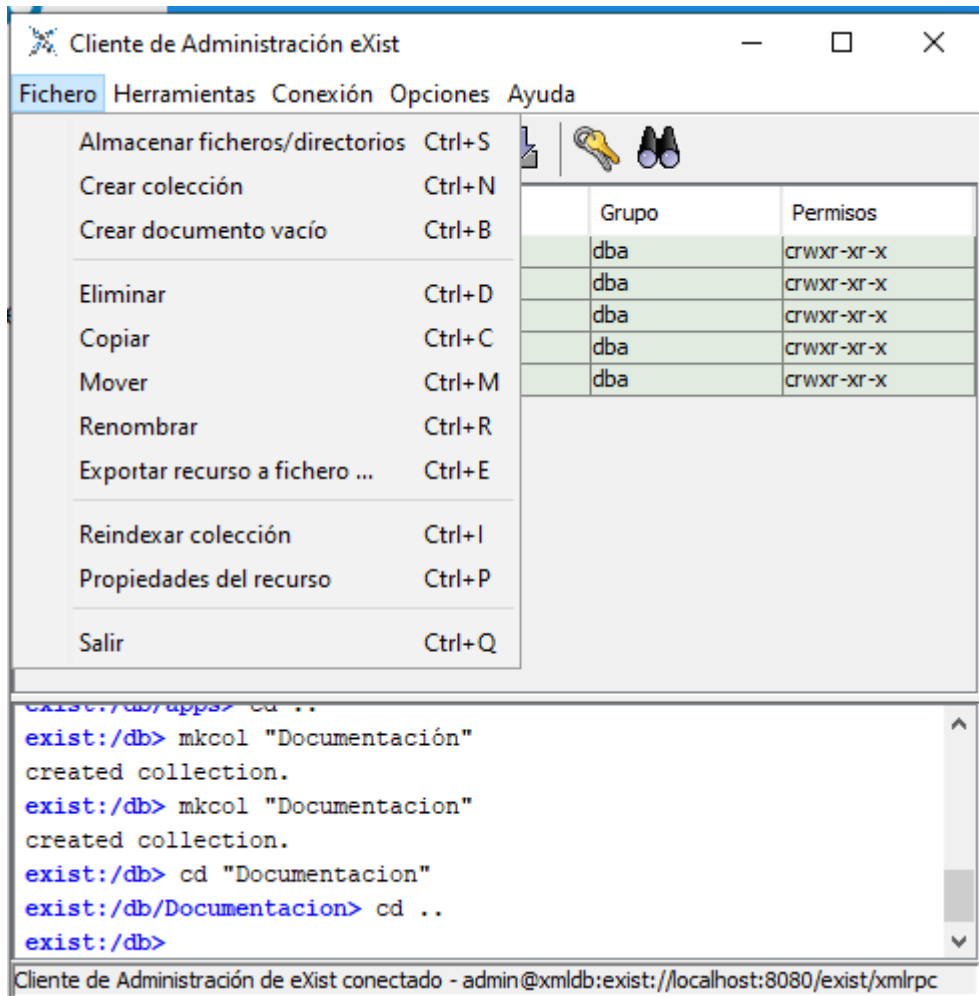 Cliente de Administración eXist
Fichero Herramientas Conexión Opciones Ayuda
Almacenar ficheros/directorios Ctrl+S
Crear colección Ctrl+N
Crear documento vacío Ctrl+B
Eliminar Ctrl+D
Copiar Ctrl+C
Mover Ctrl+M
Renombrar Ctrl+R
Exportar recurso a fichero ... Ctrl+E
Reindexar colección Ctrl+I
Propiedades del recurso Ctrl+P
Salir Ctrl+Q
Grupo Permisos
dba crwxr-xr-x
dba crwxr-xr-x
dba crwxr-xr-x
dba crwxr-xr-x
dba crwxr-xr-x
exist:/db/apps> cd ..
exist:/db> mkcol "Documentación"
created collection.
exist:/db> mkcol "Documentacion"
created collection.
exist:/db> cd "Documentacion"
exist:/db/Documentacion> cd ..
exist:/db>
Cliente de Administración de eXist conectado - admin@xmldb:exist://localhost:8080/exist/xmlrpc